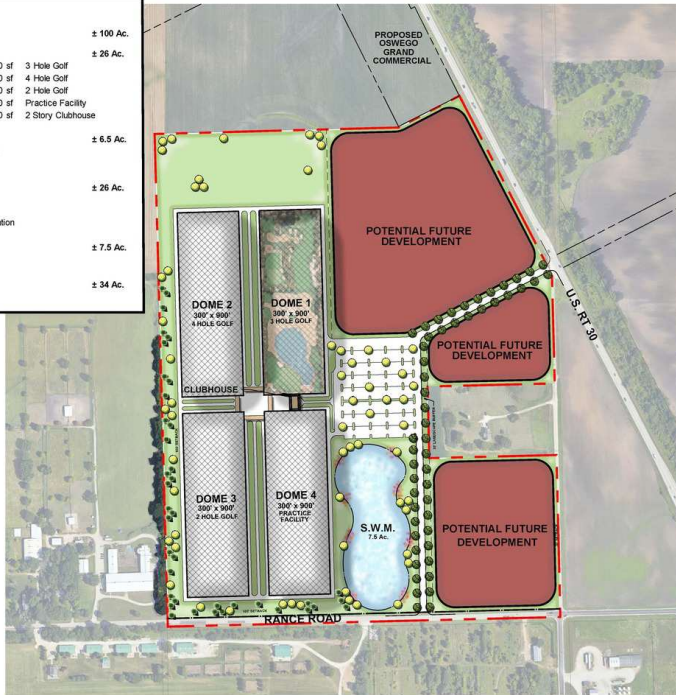 ± 100 Ac.
± 26 Ac.
0 sf 3 Hole Golf
0 sf 4 Hole Golf
0 sf 2 Hole Golf
0 sf Practice Facility
0 sf 2 Story Clubhouse
± 6.5 Ac.
± 26 Ac.
tion
± 7.5 Ac.
± 34 Ac.
PROPOSED
OSWEGO
GRAND
COMMERCIAL
POTENTIAL FUTURE
DEVELOPMENT
U.S. RT 30
DOME 2
300' x 900'
4 HOLE GOLF
DOME 1
300' x 900'
3 HOLE GOLF
POTENTIAL FUTURE
DEVELOPMENT
CLUBHOUSE
DOME 3
300' x 900'
2 HOLE GOLF
DOME 4
300' x 900'
PRACTICE
FACILITY
S.W.M.
7.5 Ac.
POTENTIAL FUTURE
DEVELOPMENT
RANCE ROAD